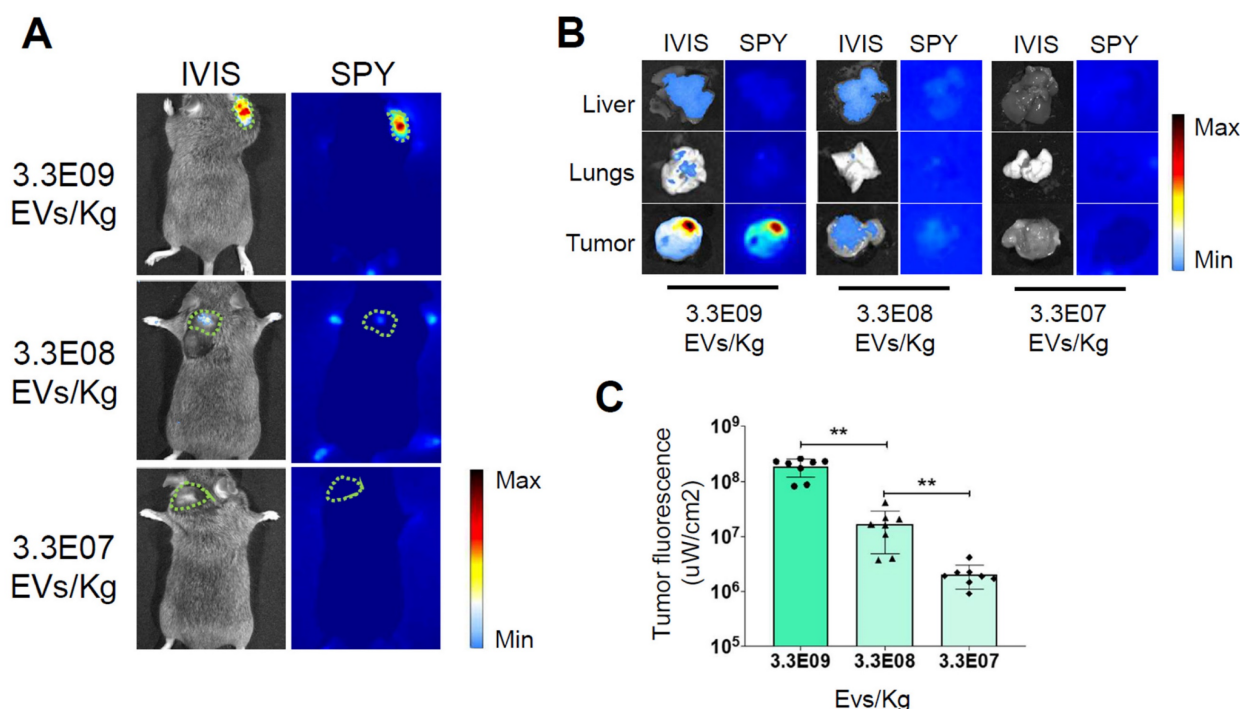 A
IVIS SPY
3.3E09
EVs/Kg
3.3E08
EVs/Kg
3.3E07
EVs/Kg
Max
Min
B
IVIS SPY IVIS SPY IVIS SPY
Liver
Lungs
Tumor
Max
Min
3.3E09
EVs/Kg
3.3E08
EVs/Kg
3.3E07
EVs/Kg
C
Tumor fluorescence
(uW/cm2)
10⁹
10⁸
10⁷
10⁶
10⁵
** **
3.3E09 3.3E08 3.3E07
Evs/Kg